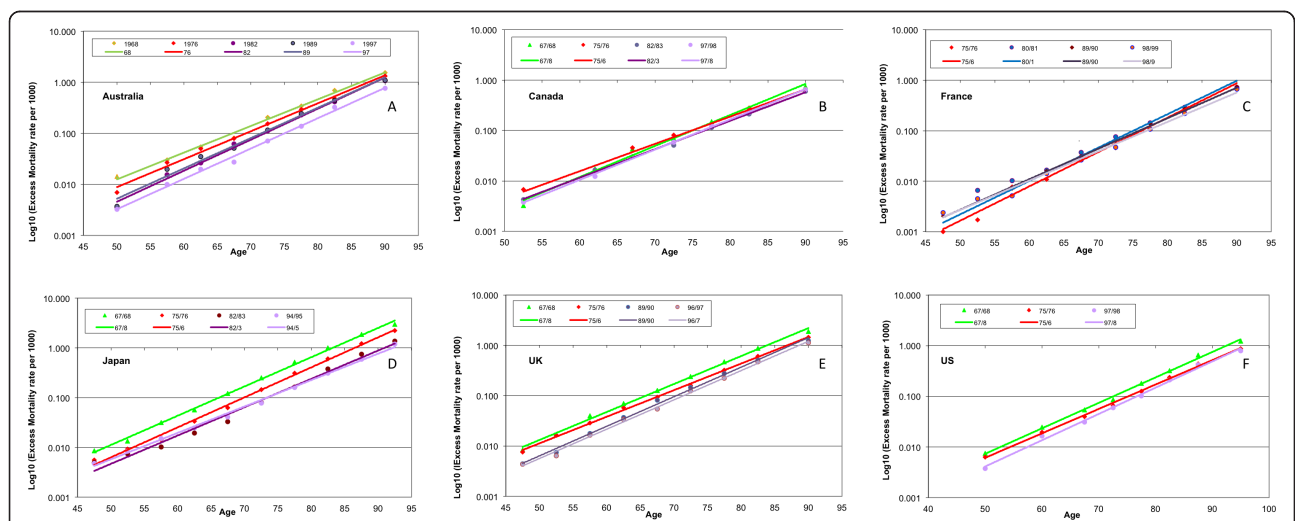 10.000
1968 1976 1982 1989 1997
68 76 82 89 97
1.000
Australia
A
0.100
0.010
0.001
45 50 55 60 65 70 75 80 85 90 95
Age
Log10 (Excess Mortality rate per 1000)
10.000
67/68 75/76 82/83 97/98
67/8 75/6 82/3 97/8
1.000
Canada
B
0.100
0.010
0.001
50 55 60 65 70 75 80 85 90 95
Age
Log10 (Excess Mortality rate per 1000)
10.000
75/76 80/81 89/90 98/99
75/6 80/1 89/90 98/9
1.000
France
C
0.100
0.010
0.001
45 50 55 60 65 70 75 80 85 90 95
Age
Log10 (Excess Mortality rate per 1000)
10.000
67/68 75/76 82/83 94/95
67/8 75/6 82/3 94/5
1.000
Japan
D
0.100
0.010
0.001
45 50 55 60 65 70 75 80 85 90 95
Age
Log10 (Excess Mortality rate per 1000)
10.000
67/68 75/76 89/90 96/97
67/8 75/6 89/90 96/7
1.000
UK
E
0.100
0.010
0.001
45 50 55 60 65 70 75 80 85 90 95
Age
Log10 (lExcess Mortality rate per 1000)
10.000
67/68 75/76 97/98
67/8 75/6 97/8
1.000
US
F
0.100
0.010
0.001
40 50 60 70 80 90 100
Age
Log10 (Excess Mortality rate per 1000)